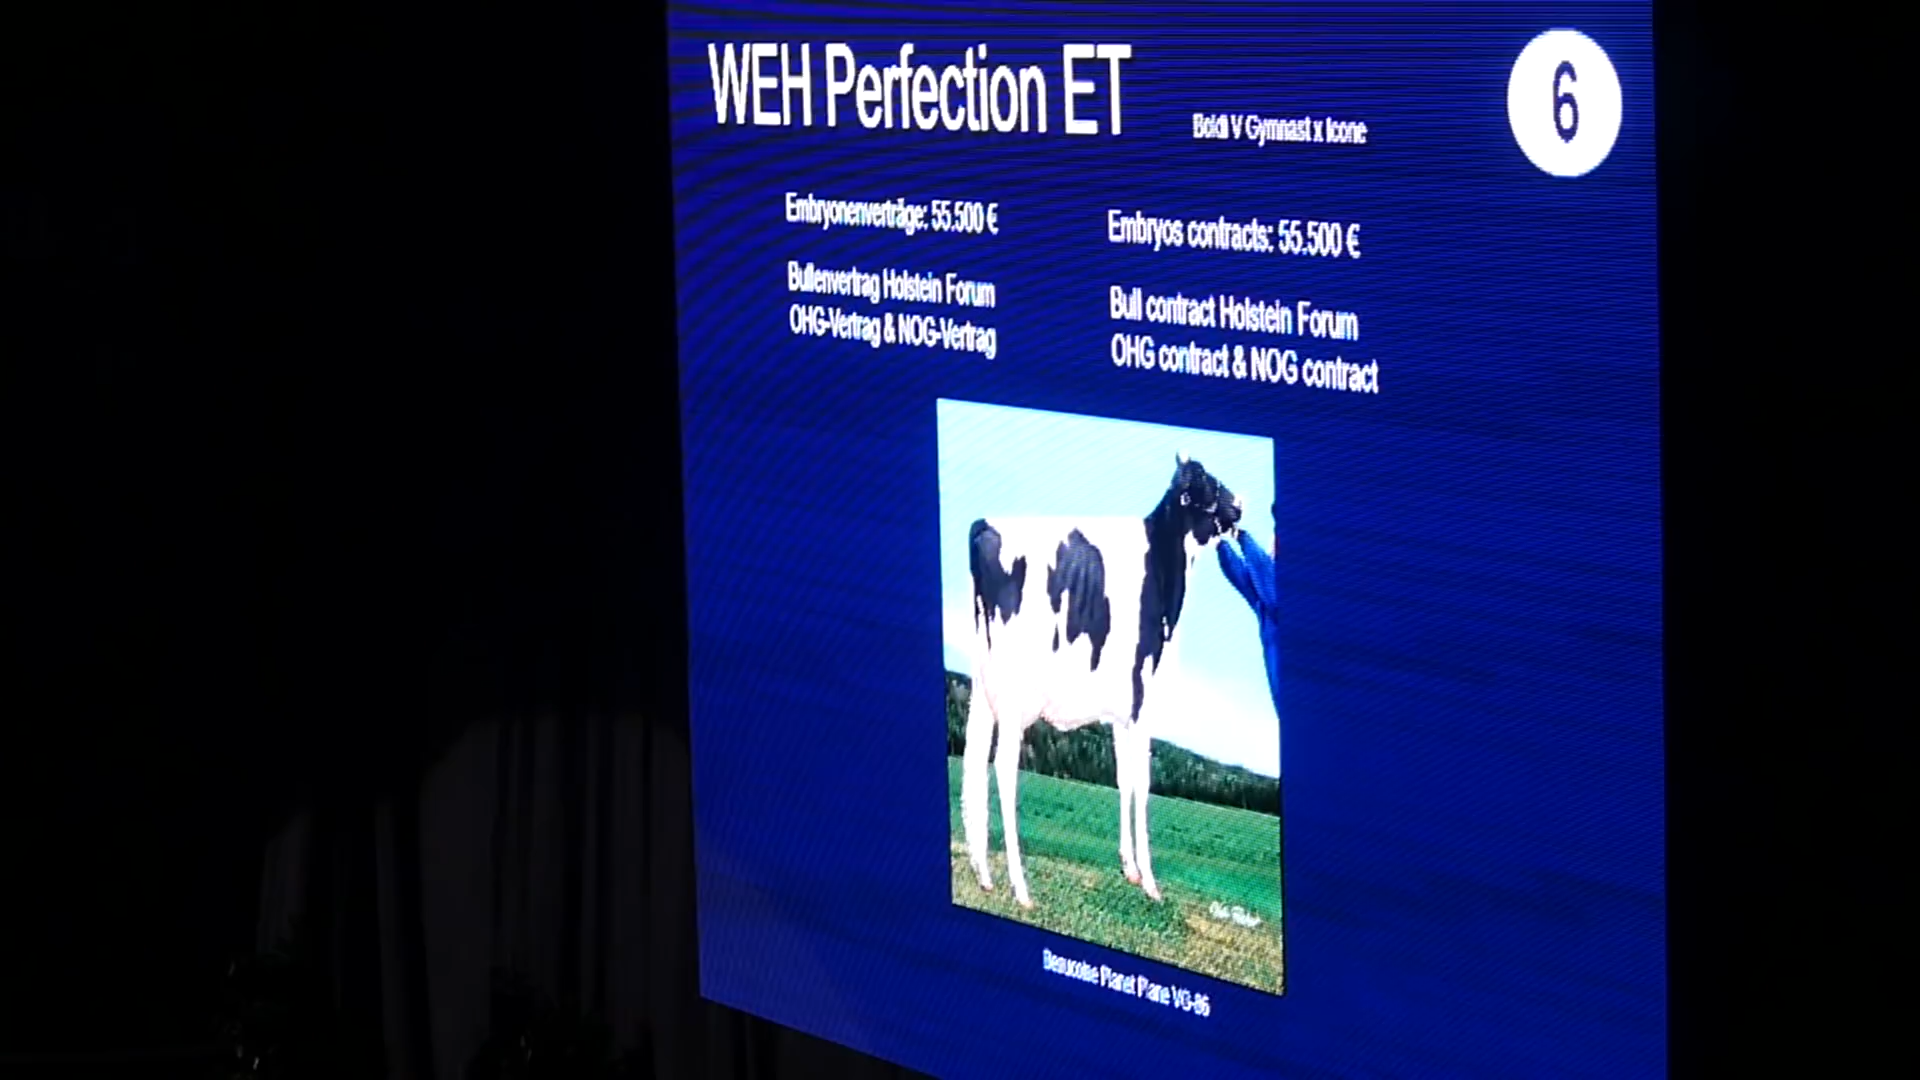 WEH Perfection ET
Boldi V Gymnast x Icone
6
Embryonenverträge: 55.500 €
Bullenvertrag Holstein Forum
OHG-Vertrag & NOG-Vertrag
Embryos contracts: 55.500 €
Bull contract Holstein Forum
OHG contract & NOG contract
Planet Plane VG-86